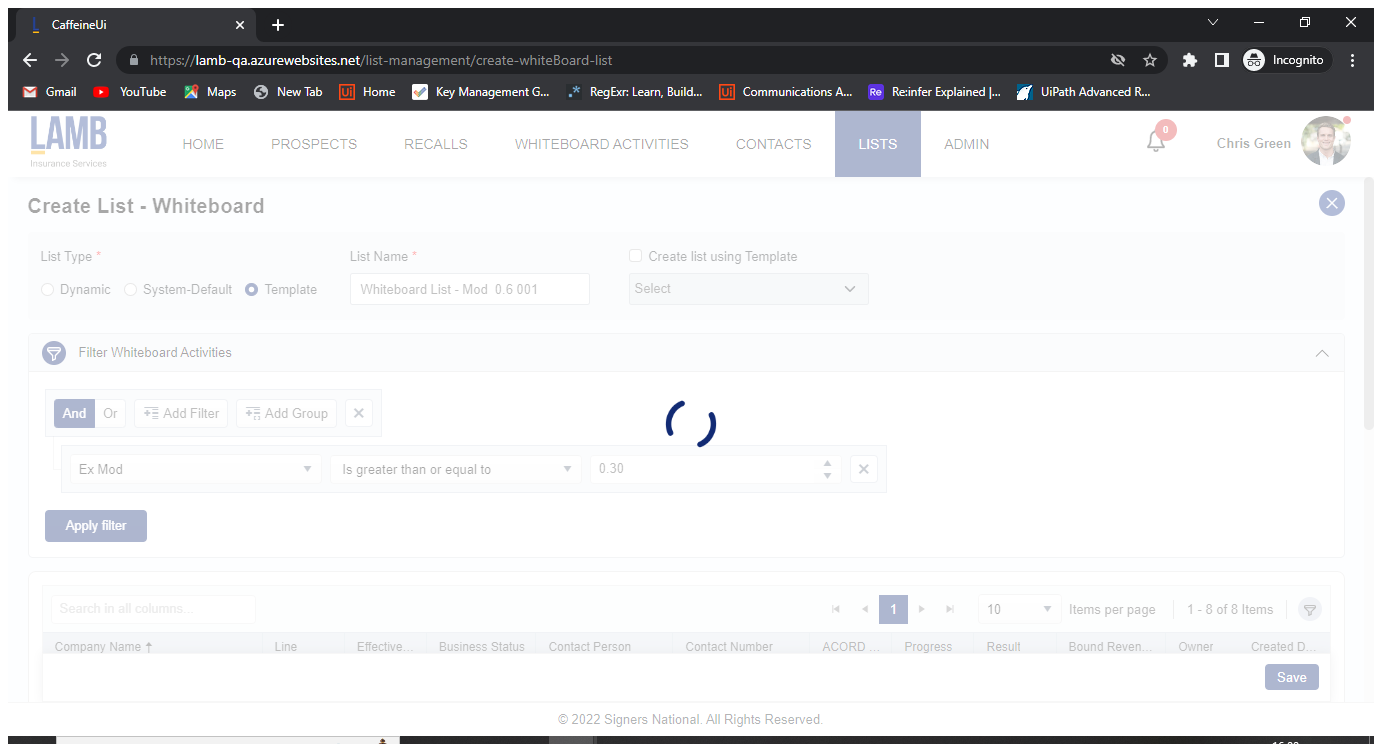 CaffeineUi
https://lamb-qa.azurewebsites.net/list-management/create-whiteBoard-list
Incognito
Gmail YouTube Maps New Tab Home Key Management G... RegExr: Learn, Build... Communications A... Re:infer Explained |... UiPath Advanced R...
LAMB
Insurance Services
HOME PROSPECTS RECALLS WHITEBOARD ACTIVITIES CONTACTS LISTS ADMIN 0 Chris Green
Create List - Whiteboard
List Type * List Name * Create list using Template
Dynamic System-Default Template Whiteboard List - Mod 0.6 001 Select
Filter Whiteboard Activities
And Or Add Filter Add Group
Ex Mod Is greater than or equal to 0.30
Apply filter
Search in all columns... 1 10 Items per page 1 - 8 of 8 Items
Company Name Line Effective... Business Status Contact Person Contact Number ACORD ... Progress Result Bound Reven... Owner Created D...
Save
© 2022 Signers National. All Rights Reserved.